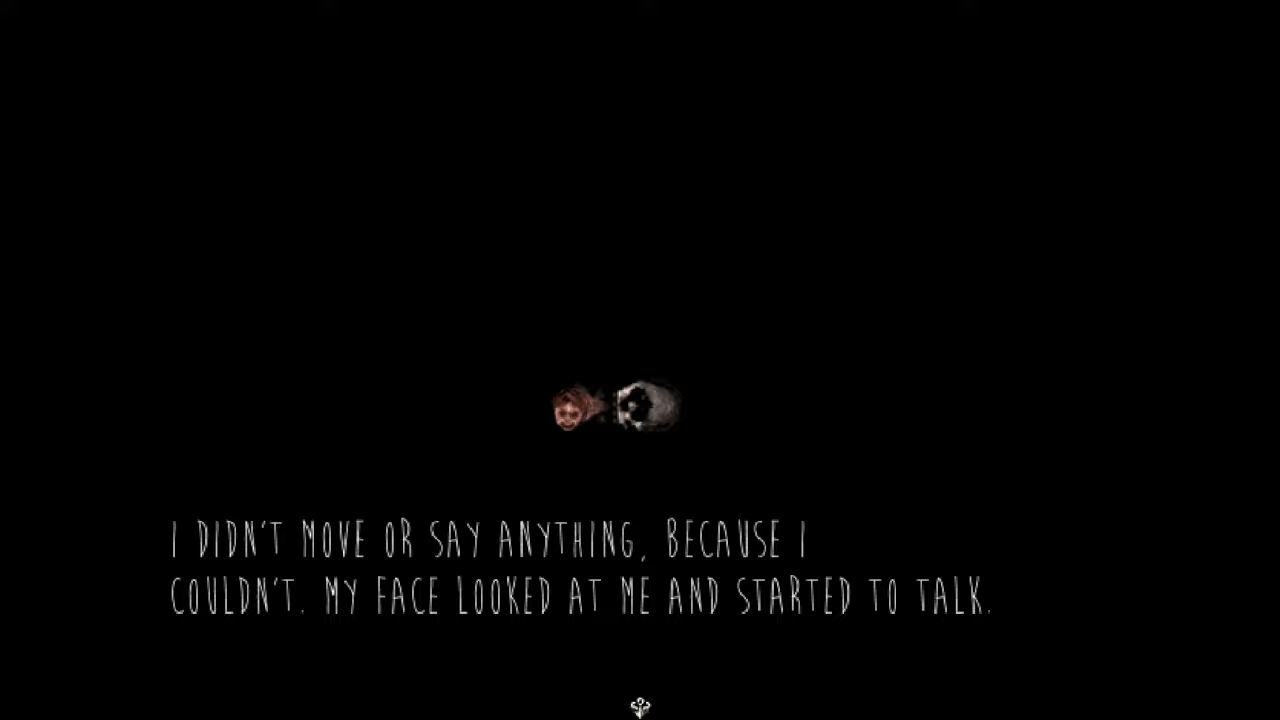 I DIDN'T MOVE OR SAY ANYTHING, BECAUSE I
COULDN'T. MY FACE LOOKED AT ME AND STARTED TO TALK.